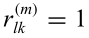 $r_{lk}^{(m)} = 1$